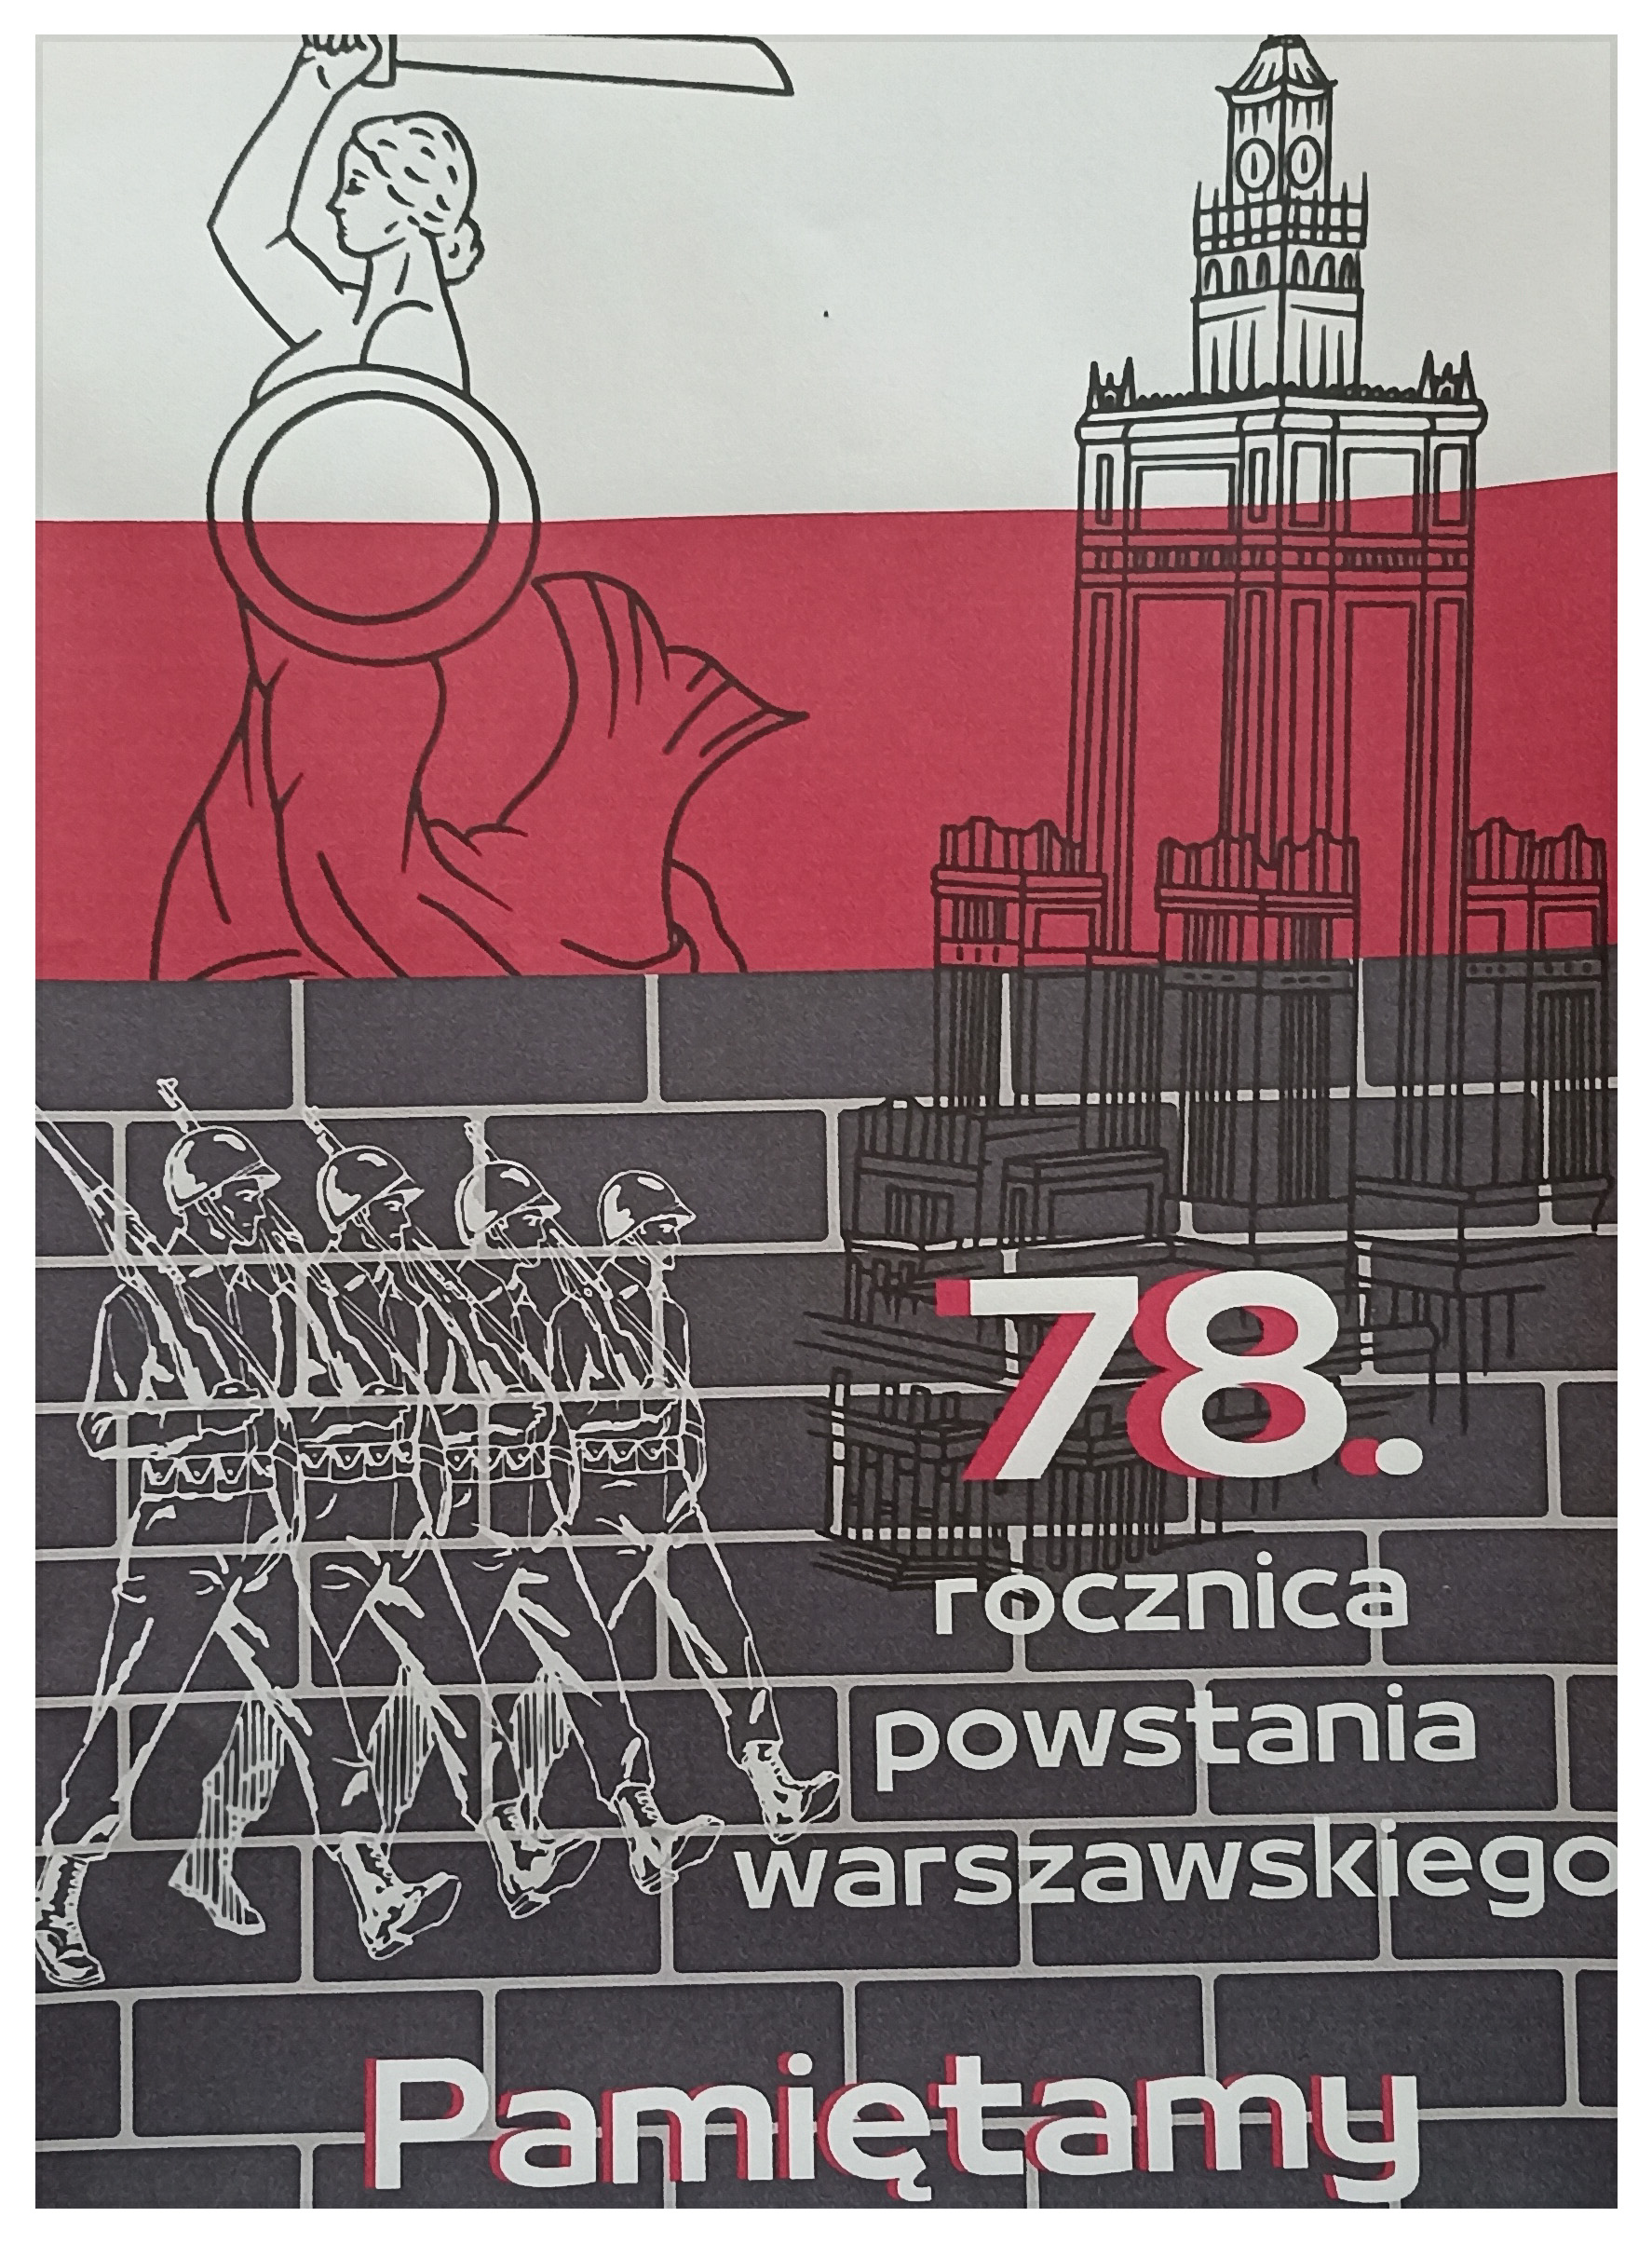 78.
rocznica
powstania
warszawskiego
Pamiętamy